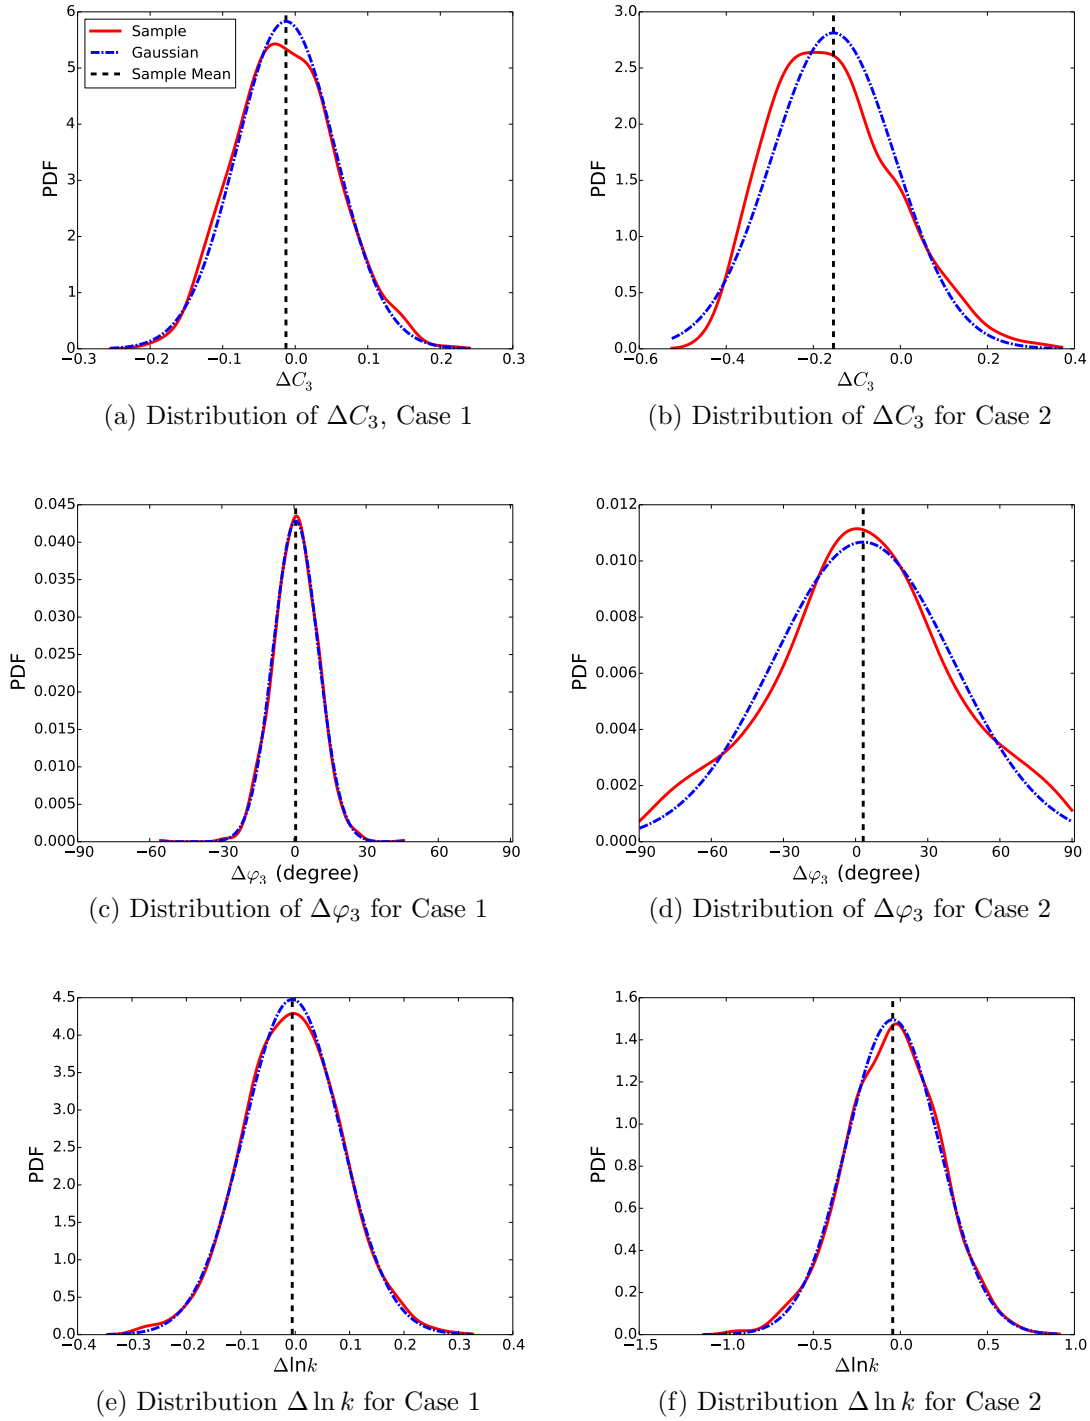 6
5
4
3
2
1
0
PDF
Sample
Gaussian
Sample Mean
−0.3 −0.2 −0.1 0.0 0.1 0.2 0.3
ΔC₃
(a) Distribution of ΔC₃, Case 1
3.0
2.5
2.0
1.5
1.0
0.5
0.0
PDF
−0.6 −0.4 −0.2 0.0 0.2 0.4
ΔC₃
(b) Distribution of ΔC₃ for Case 2
0.045
0.040
0.035
0.030
0.025
0.020
0.015
0.010
0.005
0.000
PDF
−90 −60 −30 0 30 60 90
Δφ₃ (degree)
(c) Distribution of Δφ₃ for Case 1
0.012
0.010
0.008
0.006
0.004
0.002
0.000
PDF
−90 −60 −30 0 30 60 90
Δφ₃ (degree)
(d) Distribution of Δφ₃ for Case 2
4.5
4.0
3.5
3.0
2.5
2.0
1.5
1.0
0.5
0.0
PDF
−0.4 −0.3 −0.2 −0.1 0.0 0.1 0.2 0.3 0.4
Δlnk
(e) Distribution Δ ln k for Case 1
1.6
1.4
1.2
1.0
0.8
0.6
0.4
0.2
0.0
PDF
−1.5 −1.0 −0.5 0.0 0.5 1.0
Δlnk
(f) Distribution Δ ln k for Case 2